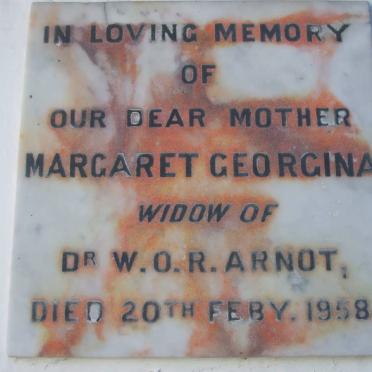 IN LOVING MEMORY
OF
OUR DEAR MOTHER
MARGARET GEORGINA
WIDOW OF
DR W.O.R. ARNOT,
DIED 20TH FEBY. 1958